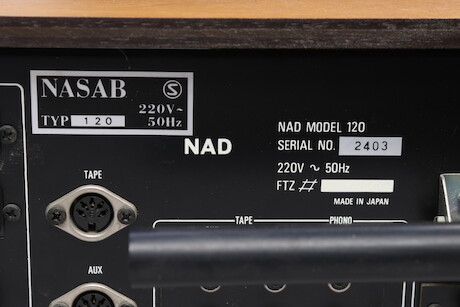 NASAB S
220V~
TYP 120 50Hz
NAD
NAD MODEL 120
SERIAL NO. 2403
220V ~ 50Hz
FTZ #
MADE IN JAPAN
TAPE
TAPE PHONO
AUX